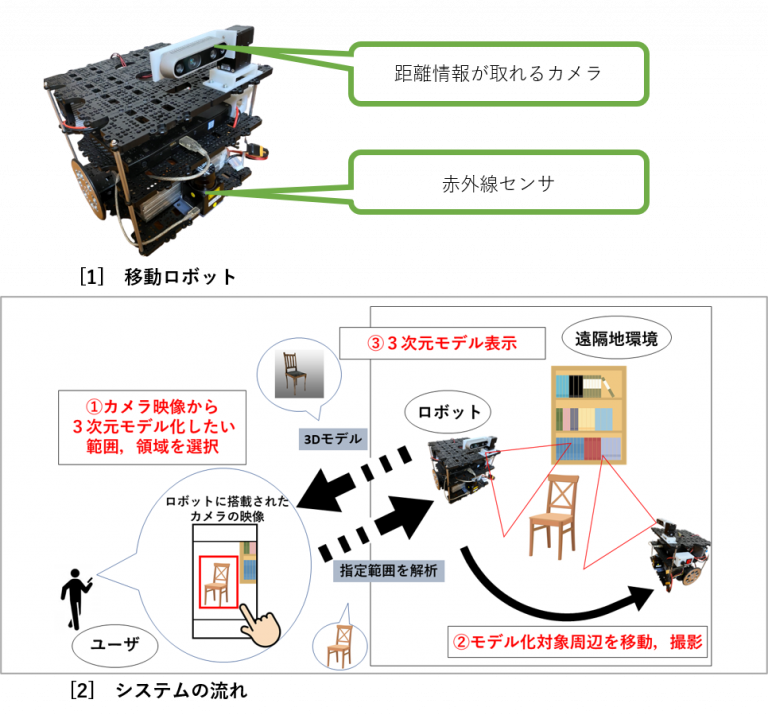 距離情報が取れるカメラ
赤外線センサ
[1] 移動ロボット
③３次元モデル表示
遠隔地環境
①カメラ映像から
３次元モデル化したい
範囲，領域を選択
ロボット
3Dモデル
ロボットに搭載された
カメラの映像
指定範囲を解析
ユーザ
②モデル化対象周辺を移動，撮影
[2] システムの流れ